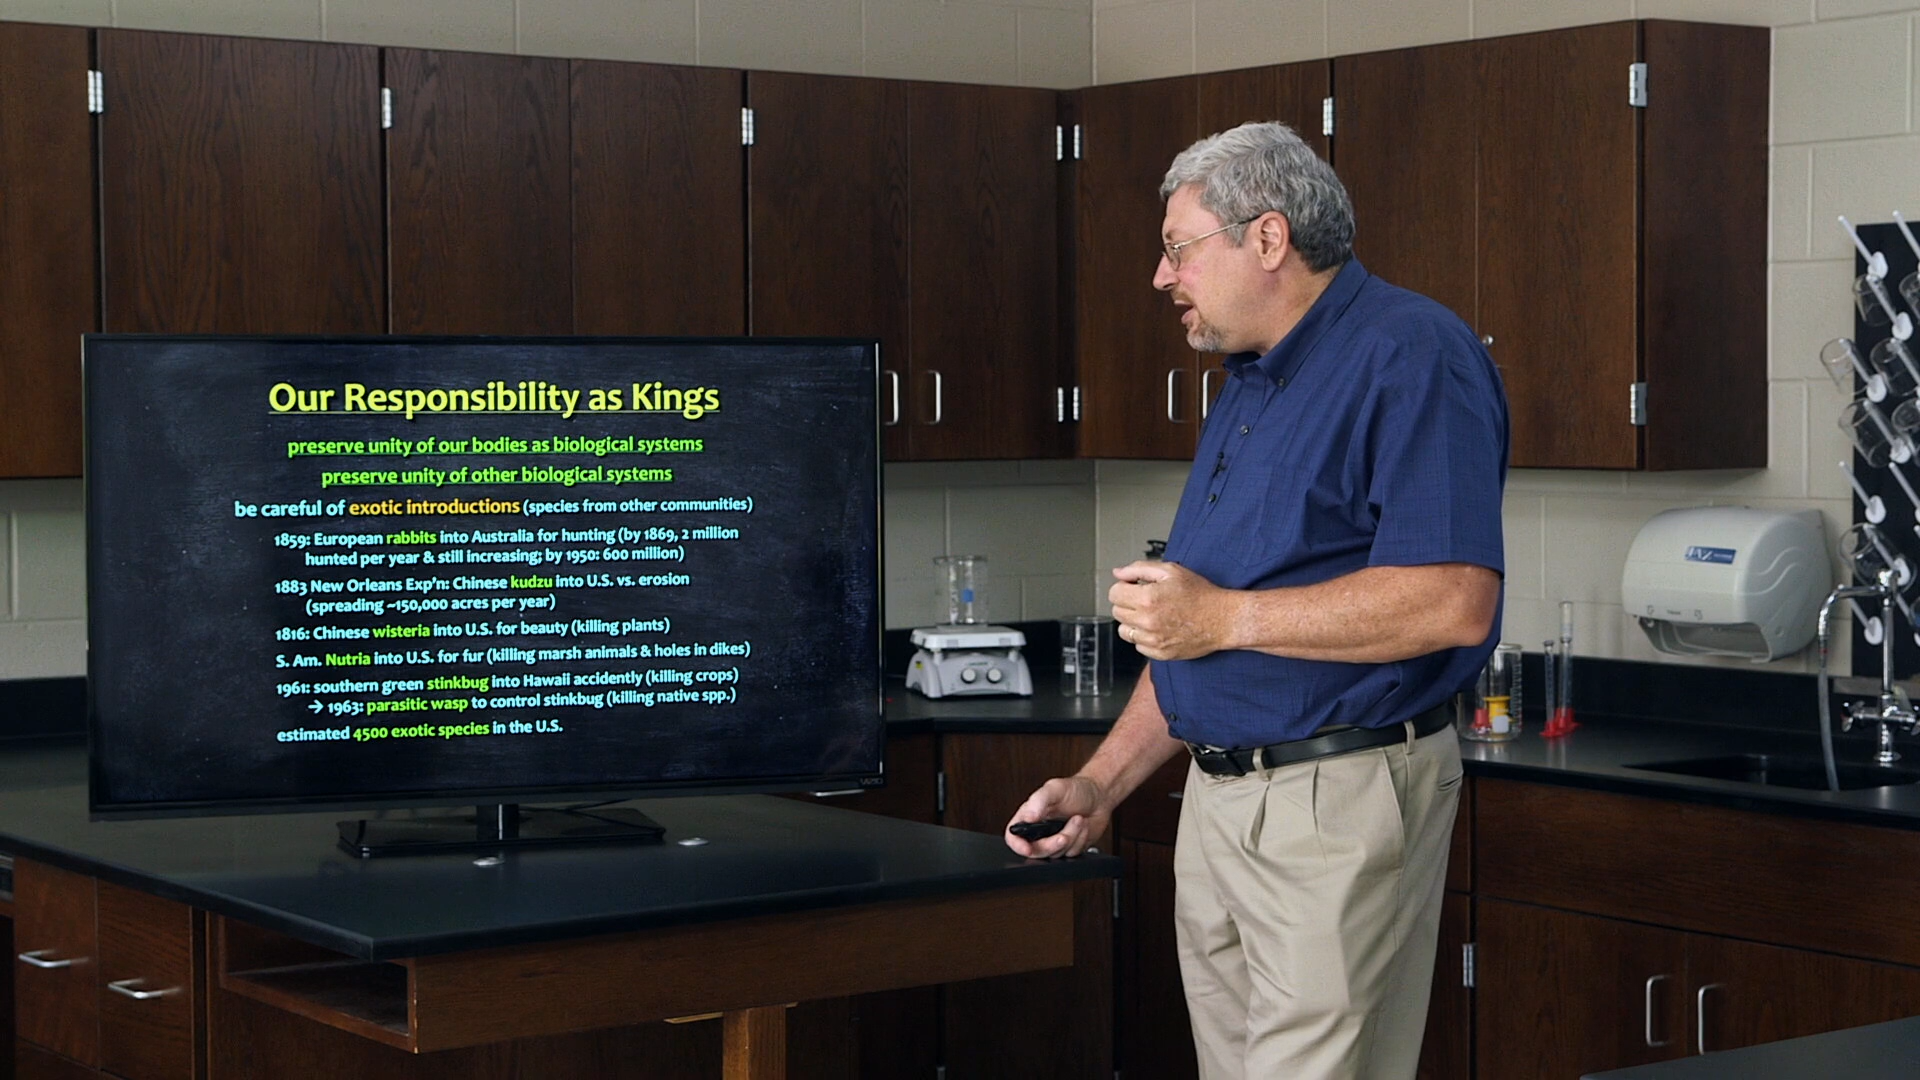 Our Responsibility as Kings
preserve unity of our bodies as biological systems
preserve unity of other biological systems
be careful of exotic introductions (species from other communities)
1859: European rabbits into Australia for hunting (by 1869, 2 million
hunted per year & still increasing; by 1950: 600 million)
1883 New Orleans Exp'n: Chinese kudzu into U.S. vs. erosion
(spreading ~150,000 acres per year)
1816: Chinese wisteria into U.S. for beauty (killing plants)
S. Am. Nutria into U.S. for fur (killing marsh animals & holes in dikes)
1961: southern green stinkbug into Hawaii accidently (killing crops)
→ 1963: parasitic wasp to control stinkbug (killing native spp.)
estimated 4500 exotic species in the U.S.
VIZIO